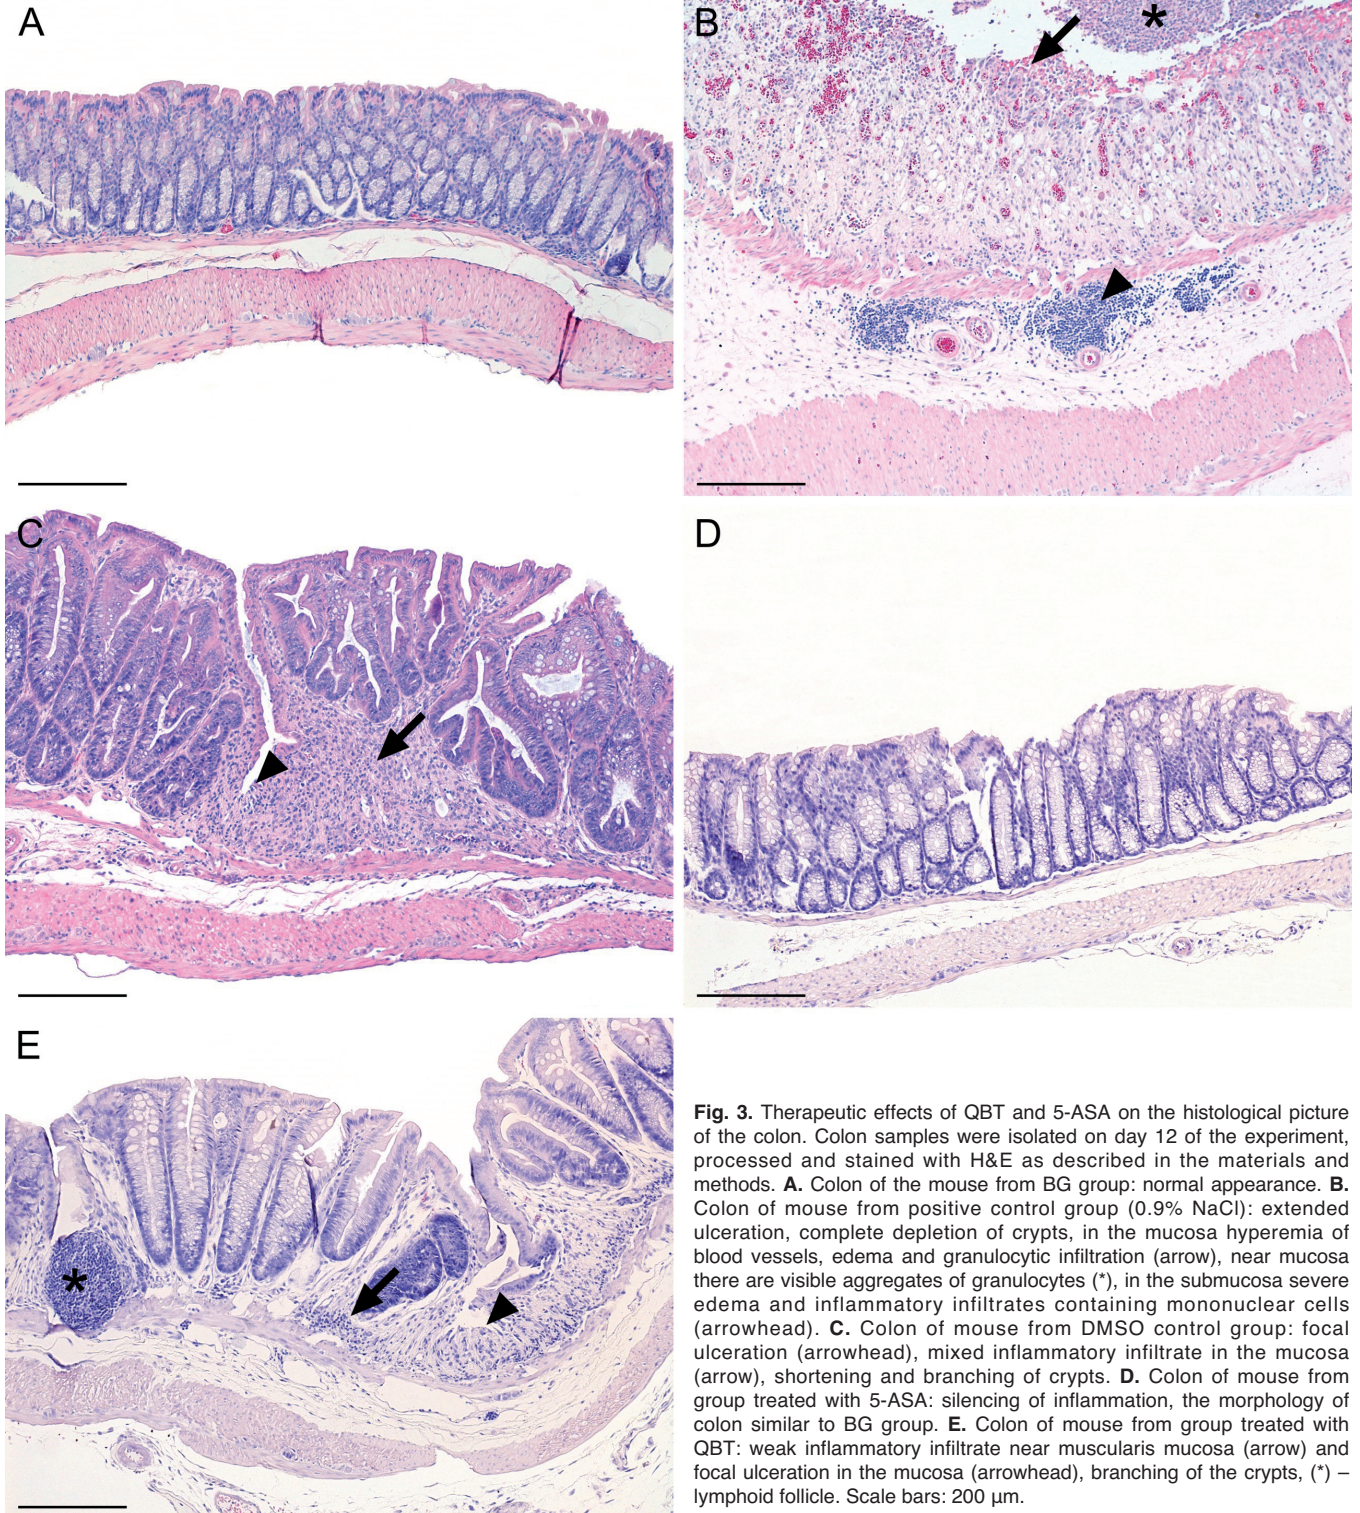 A
B
*
C
D
E
*
Fig. 3. Therapeutic effects of QBT and 5-ASA on the histological picture
of the colon. Colon samples were isolated on day 12 of the experiment,
processed and stained with H&E as described in the materials and
methods. A. Colon of the mouse from BG group: normal appearance. B.
Colon of mouse from positive control group (0.9% NaCl): extended
ulceration, complete depletion of crypts, in the mucosa hyperemia of
blood vessels, edema and granulocytic infiltration (arrow), near mucosa
there are visible aggregates of granulocytes (*), in the submucosa severe
edema and inflammatory infiltrates containing mononuclear cells
(arrowhead). C. Colon of mouse from DMSO control group: focal
ulceration (arrowhead), mixed inflammatory infiltrate in the mucosa
(arrow), shortening and branching of crypts. D. Colon of mouse from
group treated with 5-ASA: silencing of inflammation, the morphology of
colon similar to BG group. E. Colon of mouse from group treated with
QBT: weak inflammatory infiltrate near muscularis mucosa (arrow) and
focal ulceration in the mucosa (arrowhead), branching of the crypts, (*) –
lymphoid follicle. Scale bars: 200 µm.